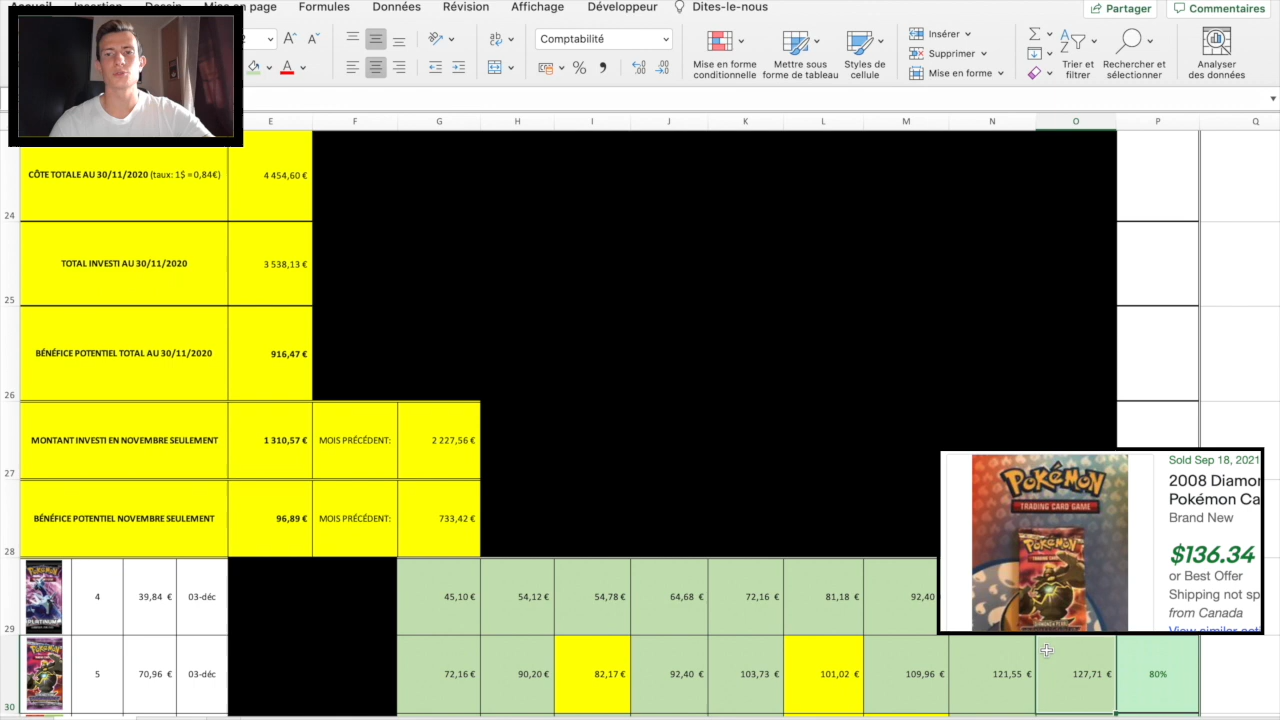 Accueil Insertion Dessin Mise en page Formules Données Révision Affichage Développeur Dites-le-nous
Partager Commentaires
Comptabilité
Mise en forme conditionnelle
Mettre sous forme de tableau
Styles de cellule
Insérer
Supprimer
Mise en forme
Trier et filtrer
Rechercher et sélectionner
Analyser des données
E F G H I J K L M N O P Q
CÔTE TOTALE AU 30/11/2020 (taux: 1$ = 0,84€) 4 454,60 €
24
TOTAL INVESTI AU 30/11/2020 3 538,13 €
25
BÉNÉFICE POTENTIEL TOTAL AU 30/11/2020 916,47 €
26
MONTANT INVESTI EN NOVEMBRE SEULEMENT 1 310,57 € MOIS PRÉCÉDENT: 2 227,56 €
27
BÉNÉFICE POTENTIEL NOVEMBRE SEULEMENT 96,89 € MOIS PRÉCÉDENT: 733,42 €
28
POKÉMON
TRADING CARD GAME
POKÉMON
Sold Sep 18, 2021
2008 Diamon
Pokémon Ca
Brand New
$136.34
or Best Offer
Shipping not sp
from Canada
POKÉMON
PLATINUM
4 39,84 € 03-déc 45,10 € 54,12 € 54,78 € 64,68 € 72,16 € 81,18 € 92,40
29
5 70,96 € 03-déc 72,16 € 90,20 € 82,17 € 92,40 € 103,73 € 101,02 € 109,96 € 121,55 € 127,71 € 80%
30